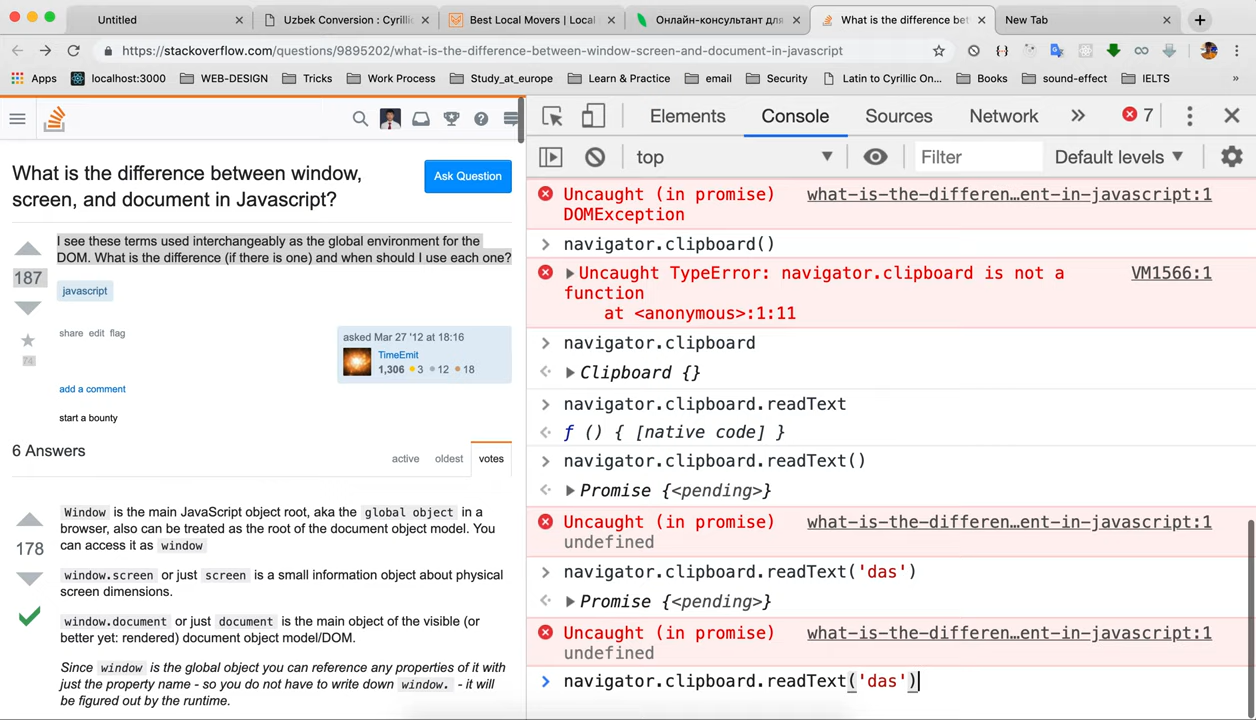 Untitled
Uzbek Conversion : Cyrillic
Best Local Movers | Local
Онлайн-консультант для
What is the difference bet
New Tab
https://stackoverflow.com/questions/9895202/what-is-the-difference-between-window-screen-and-document-in-javascript
Apps
localhost:3000
WEB-DESIGN
Tricks
Work Process
Study_at_europe
Learn & Practice
email
Security
Latin to Cyrillic On...
Books
sound-effect
IELTS
»
Elements
Console
Sources
Network
»
7
top
Filter
Default levels
What is the difference between window,
screen, and document in Javascript?
Ask Question
187
I see these terms used interchangeably as the global environment for the
DOM. What is the difference (if there is one) and when should I use each one?
javascript
share edit flag
74
asked Mar 27 '12 at 18:16
TimeEmit
1,306 3 12 18
add a comment
start a bounty
6 Answers
active
oldest
votes
178
Window is the main JavaScript object root, aka the global object in a
browser, also can be treated as the root of the document object model. You
can access it as window
window.screen or just screen is a small information object about physical
screen dimensions.
window.document or just document is the main object of the visible (or
better yet: rendered) document object model/DOM.
Since window is the global object you can reference any properties of it with
just the property name - so you do not have to write down window. - it will
be figured out by the runtime.
Uncaught (in promise) what-is-the-differen…ent-in-javascript:1
DOMException
navigator.clipboard()
Uncaught TypeError: navigator.clipboard is not a VM1566:1
function
at <anonymous>:1:11
navigator.clipboard
Clipboard {}
navigator.clipboard.readText
ƒ () { [native code] }
navigator.clipboard.readText()
Promise {<pending>}
Uncaught (in promise) what-is-the-differen…ent-in-javascript:1
undefined
navigator.clipboard.readText('das')
Promise {<pending>}
Uncaught (in promise) what-is-the-differen…ent-in-javascript:1
undefined
navigator.clipboard.readText('das')